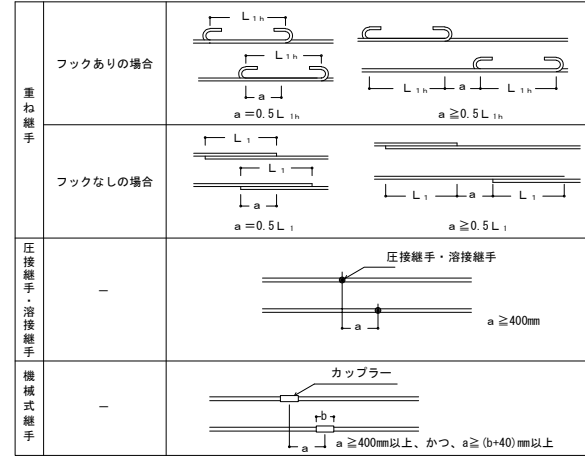 重ね継手
フックありの場合
L1h
L1h
a
a=0.5L1h
L1h
a
L1h
a≧0.5L1h
フックなしの場合
L1
L1
a
a=0.5L1
L1
a
L1
a≧0.5L1
圧接継手・溶接継手
－
圧接継手・溶接継手
a
a≧400mm
機械式継手
－
カップラー
b
a
a≧400mm以上、かつ、a≧(b+40)mm以上